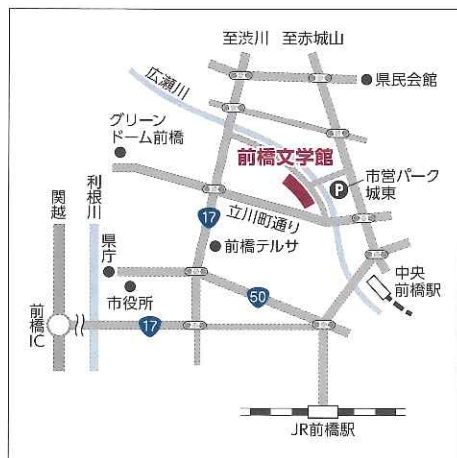 至渋川
至赤城山
広瀬川
県民会館
グリーン
ドーム前橋
前橋文学館
P
市営パーク
城東
関越
利根川
17
立川町通り
県庁
前橋テルサ
市役所
50
中央
前橋駅
前橋
IC
17
JR前橋駅